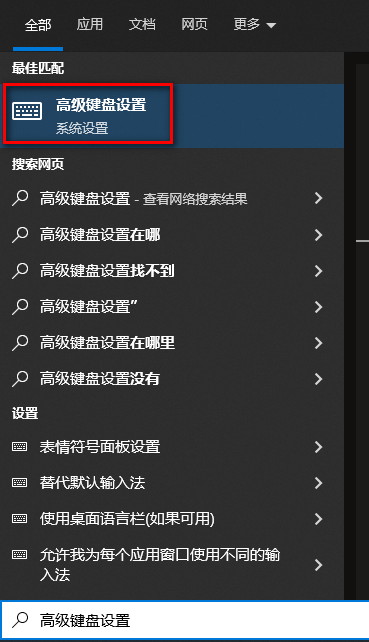 全部 应用 文档 网页 更多
最佳匹配
高级键盘设置
系统设置
搜索网页
高级键盘设置 - 查看网络搜索结果
高级键盘设置在哪
高级键盘设置找不到
高级键盘设置”
高级键盘设置在哪里
高级键盘设置没有
设置
表情符号面板设置
替代默认输入法
使用桌面语言栏(如果可用)
允许我为每个应用窗口使用不同的输
入法
高级键盘设置